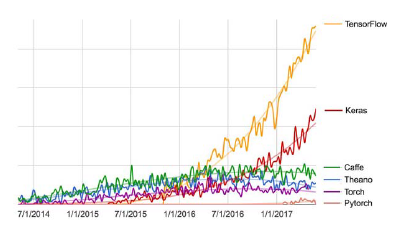 TensorFlow
Keras
Caffe
Theano
Torch
Pytorch
7/1/2014 1/1/2015 7/1/2015 1/1/2016 7/1/2016 1/1/2017